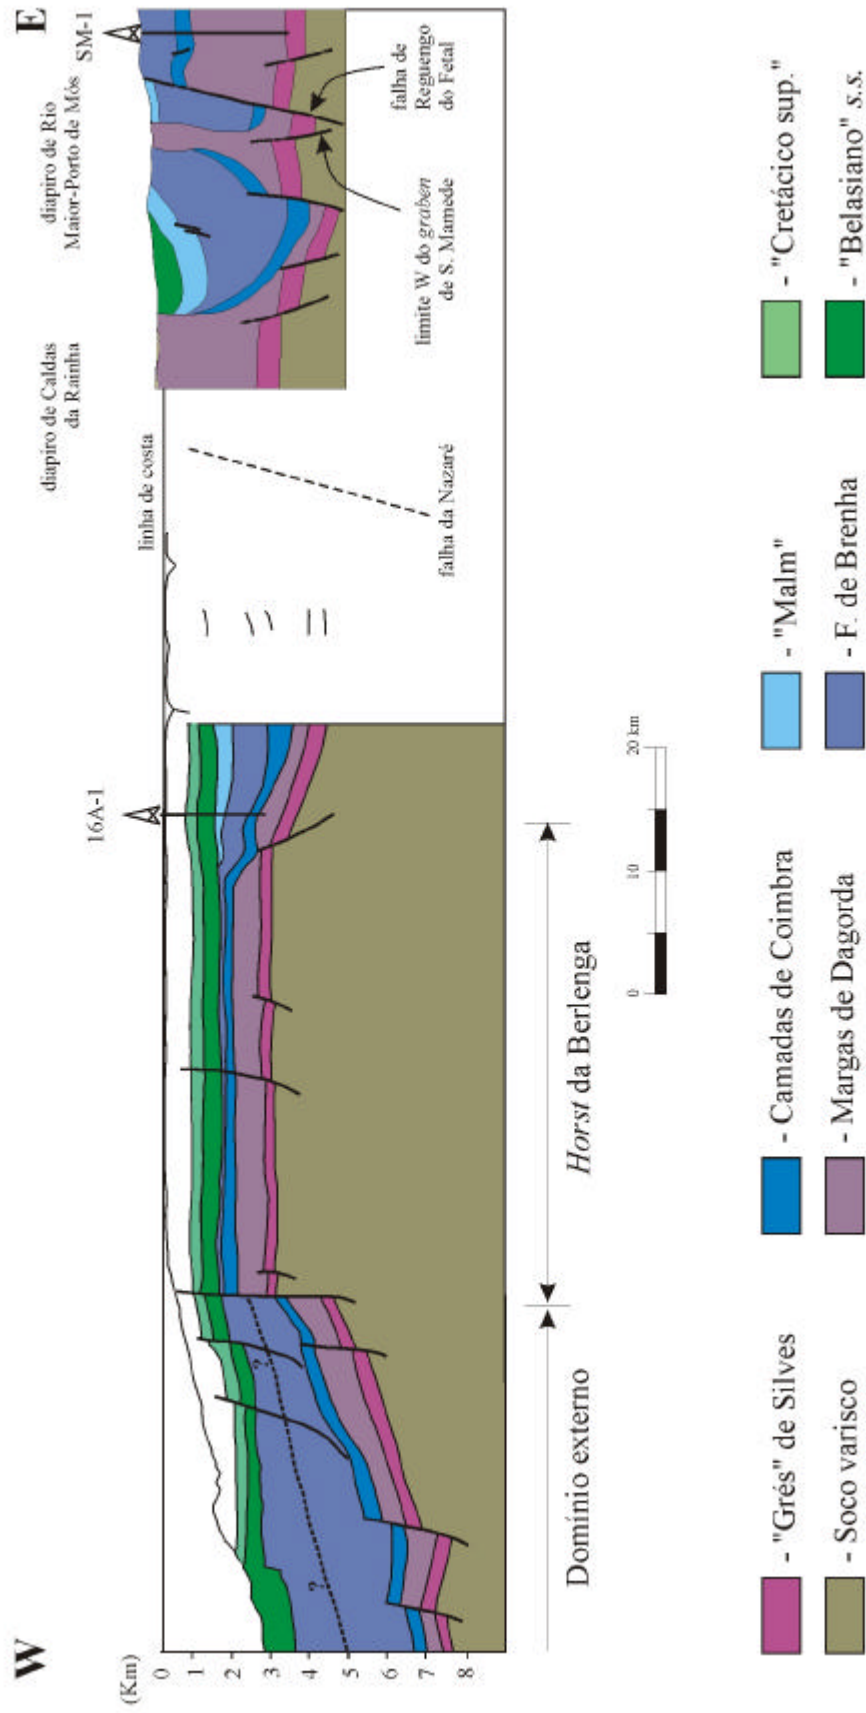 W
E
diapiro de Caldas
da Rainha
diapiro de Rio
Maior-Porto de Mós
SM-1
16A-1
linha de costa
(Km)
0
1
2
3
4
5
6
7
8
?
?
falha da Nazaré
limite W do graben
de S. Mamede
falha de
Reguengo
do Fetal
Domínio externo
Horst da Berlenga
0
10
20 km
- "Grés" de Silves
- Camadas de Coimbra
- "Malm"
- "Cretácico sup."
- Soco varisco
- Margas de Dagorda
- F. de Brenha
- "Belasiano" s.s.